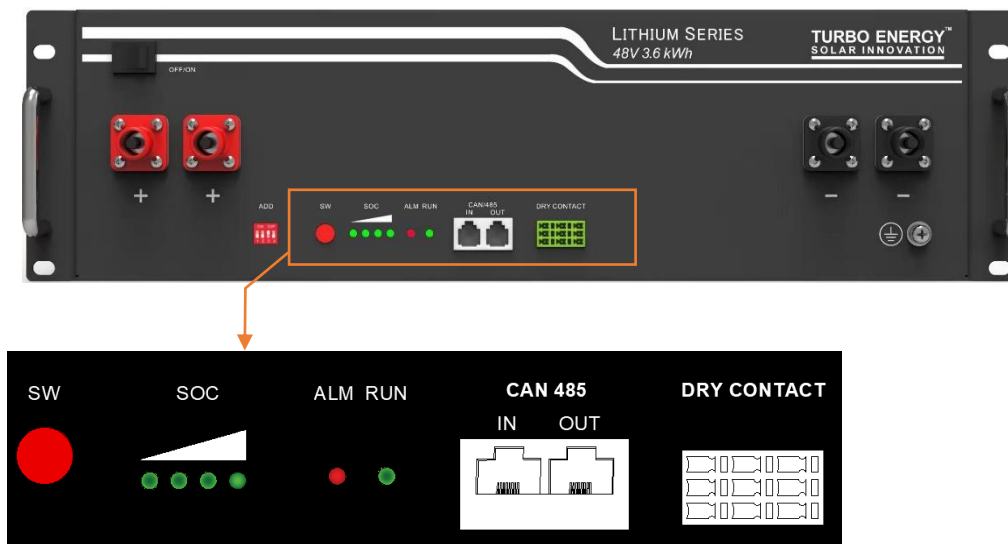 LITHIUM SERIES
48V 3.6 kWh
TURBO ENERGY™
SOLAR INNOVATION
OFF/ON
+ +
- -
ADD
SW
SOC
ALM RUN
CAN/485
IN OUT
DRY CONTACT
SW
SOC
ALM RUN
CAN 485
IN OUT
DRY CONTACT